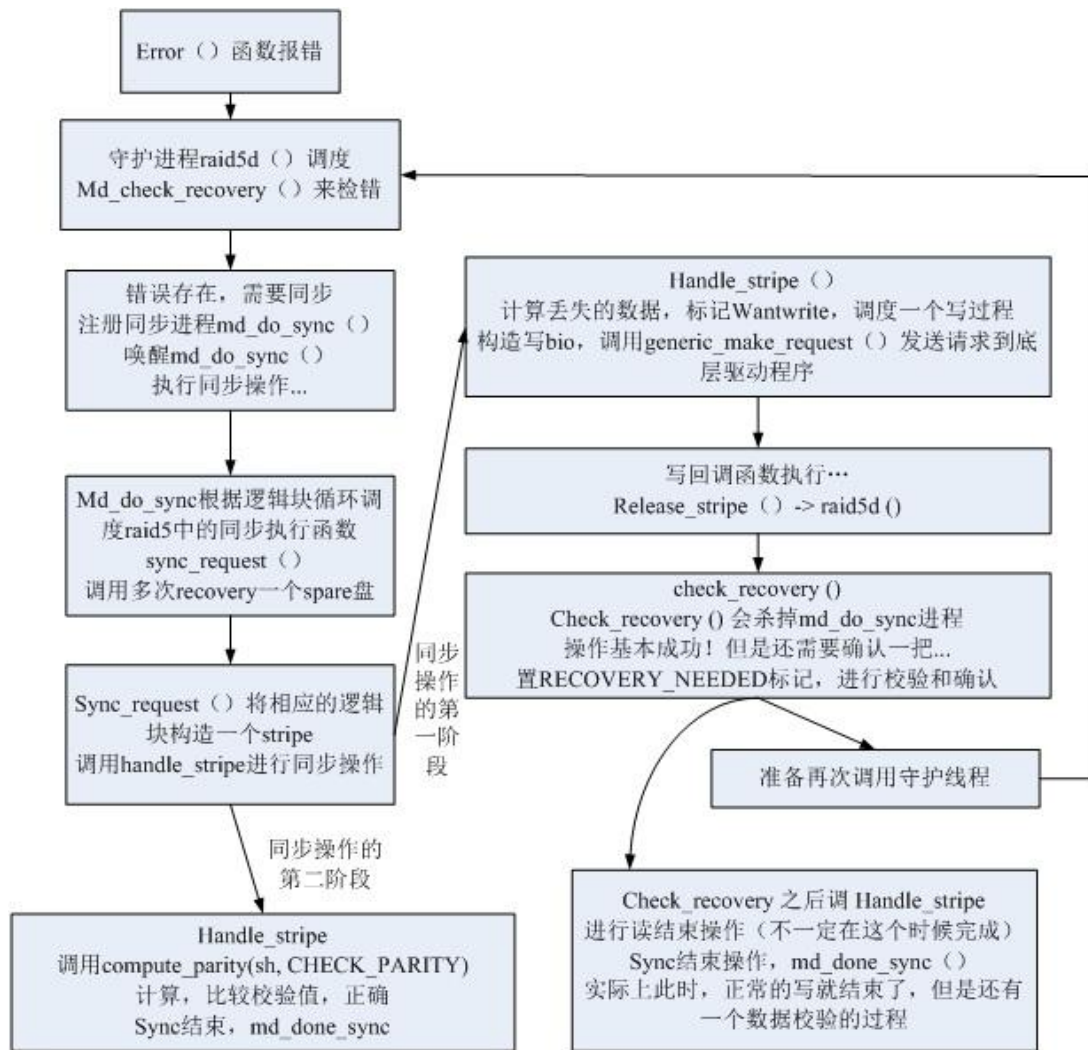 Error（）函数报错
守护进程raid5d（）调度
Md_check_recovery（）来检错
错误存在，需要同步
注册同步进程md_do_sync（）
唤醒md_do_sync（）
执行同步操作...
Md_do_sync根据逻辑块循环调
度raid5中的同步执行函数
sync_request（）
调用多次recovery一个spare盘
Sync_request（）将相应的逻辑
块构造一个stripe
调用handle_stripe进行同步操作
同步
操作
的第
一阶
段
同步操作的
第二阶段
Handle_stripe
调用compute_parity(sh, CHECK_PARITY)
计算，比较校验值，正确
Sync结束，md_done_sync
Handle_stripe（）
计算丢失的数据，标记Wantwrite，调度一个写过程
构造写bio，调用generic_make_request（）发送请求到底
层驱动程序
写回调函数执行…
Release_stripe（）-> raid5d ()
check_recovery ()
Check_recovery () 会杀掉md_do_sync进程
操作基本成功！但是还需要确认一把...
置RECOVERY_NEEDED标记，进行校验和确认
准备再次调用守护线程
Check_recovery 之后调 Handle_stripe
进行读结束操作（不一定在这个时候完成）
Sync结束操作，md_done_sync（）
实际上此时，正常的写就结束了，但是还有
一个数据校验的过程